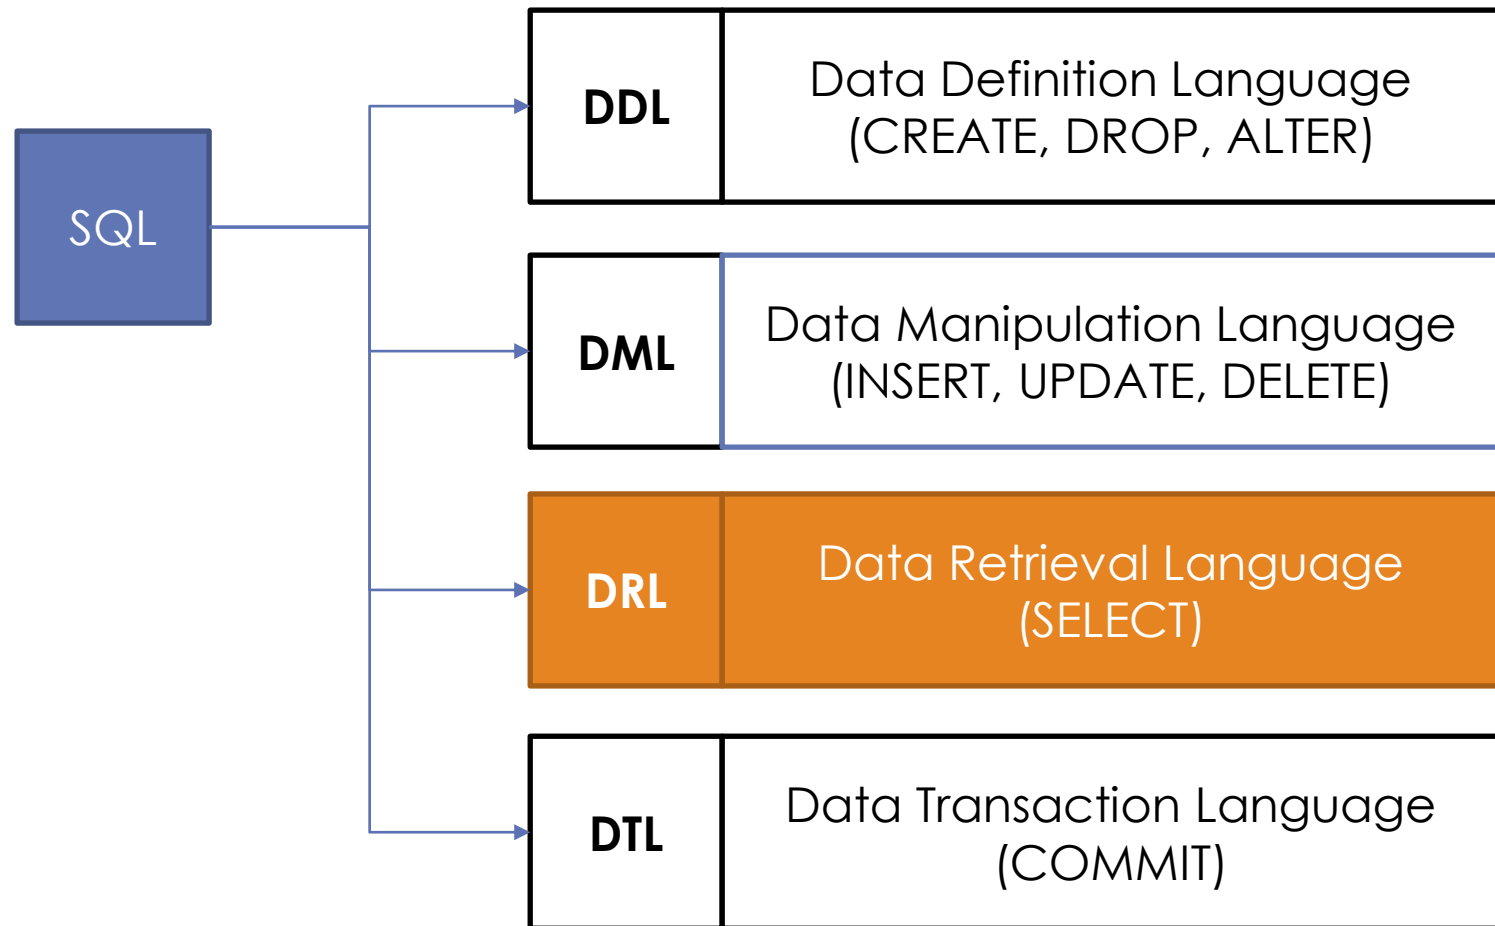 SQL
DDL
Data Definition Language
(CREATE, DROP, ALTER)
DML
Data Manipulation Language
(INSERT, UPDATE, DELETE)
DRL
Data Retrieval Language
(SELECT)
DTL
Data Transaction Language
(COMMIT)